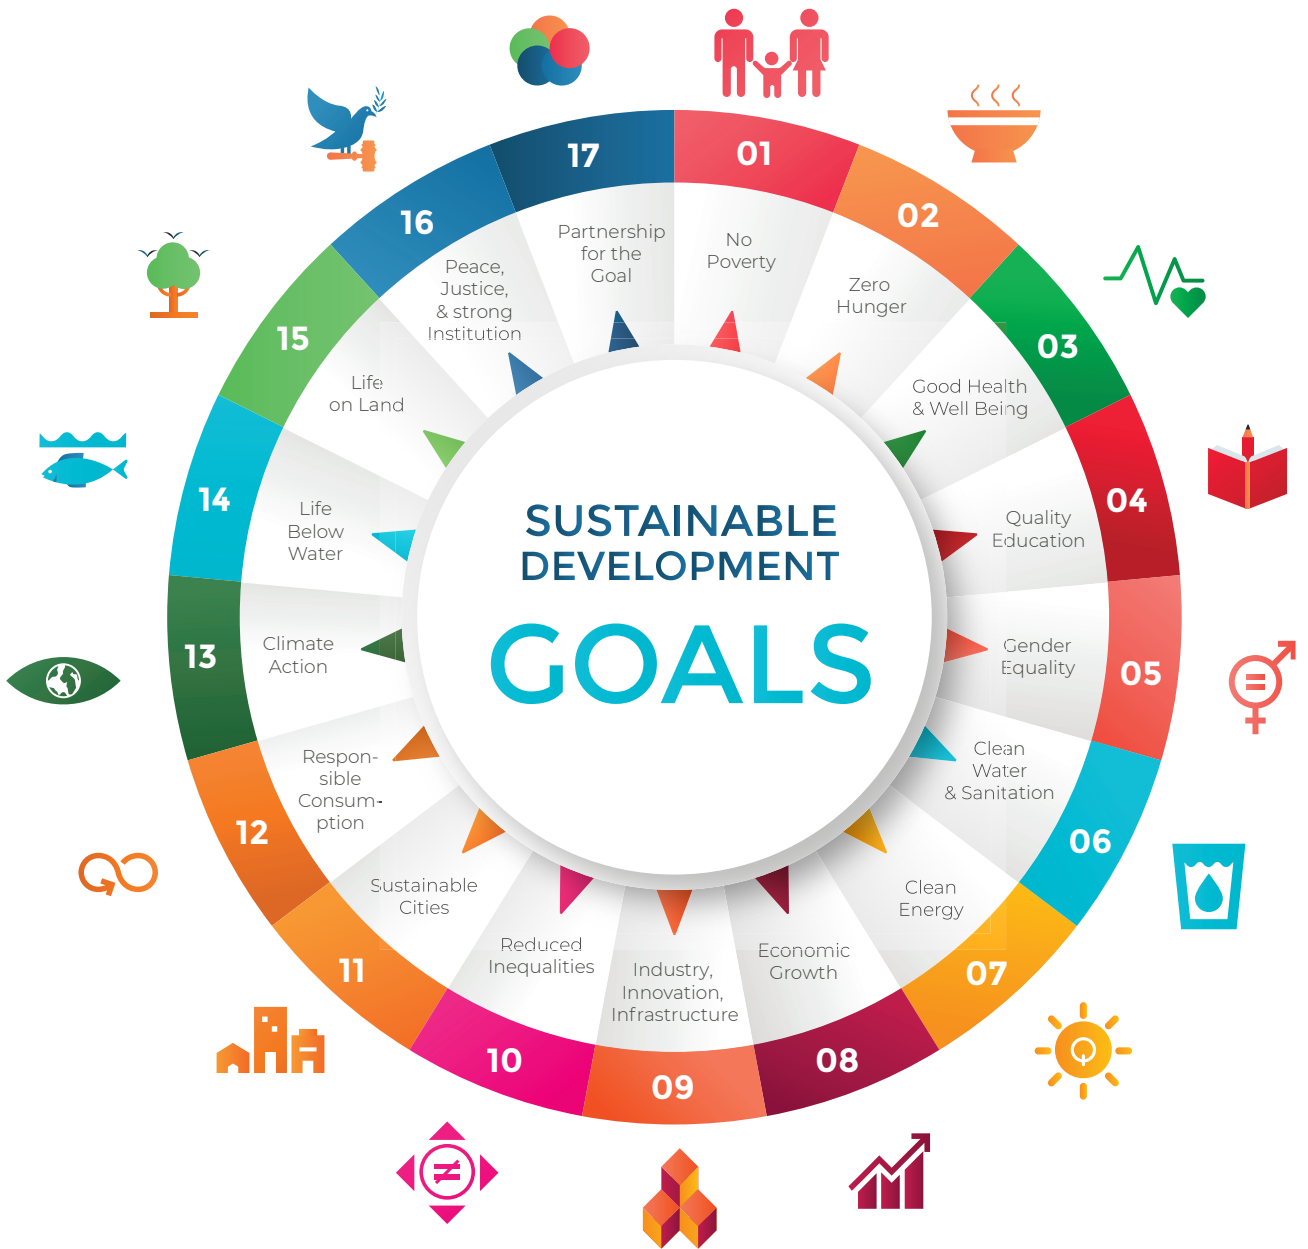 SUSTAINABLE
DEVELOPMENT
GOALS
01
No
Poverty
02
Zero
Hunger
03
Good Health
& Well Being
04
Quality
Education
05
Gender
Equality
06
Clean
Water
& Sanitation
07
Clean
Energy
08
Economic
Growth
09
Industry,
Innovation,
Infrastructure
10
Reduced
Inequalities
11
Sustainable
Cities
12
Respon-
sible
Consum-
ption
13
Climate
Action
14
Life
Below
Water
15
Life
on Land
16
Peace,
Justice,
& strong
Institution
17
Partnership
for the
Goal